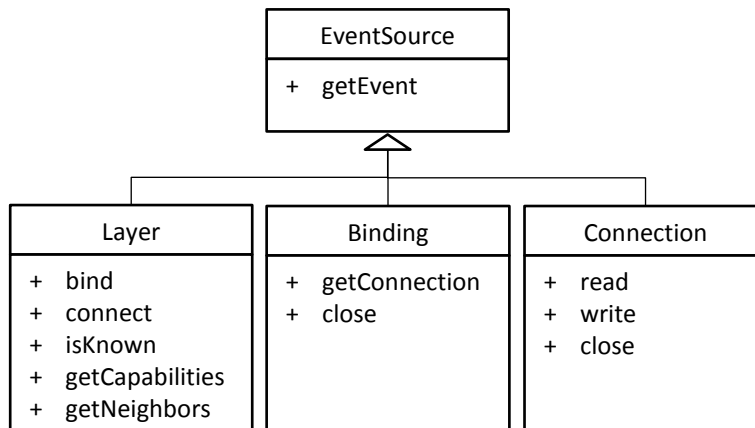 EventSource
+ getEvent
Layer
+ bind
+ connect
+ isKnown
+ getCapabilities
+ getNeighbors
Binding
+ getConnection
+ close
Connection
+ read
+ write
+ close